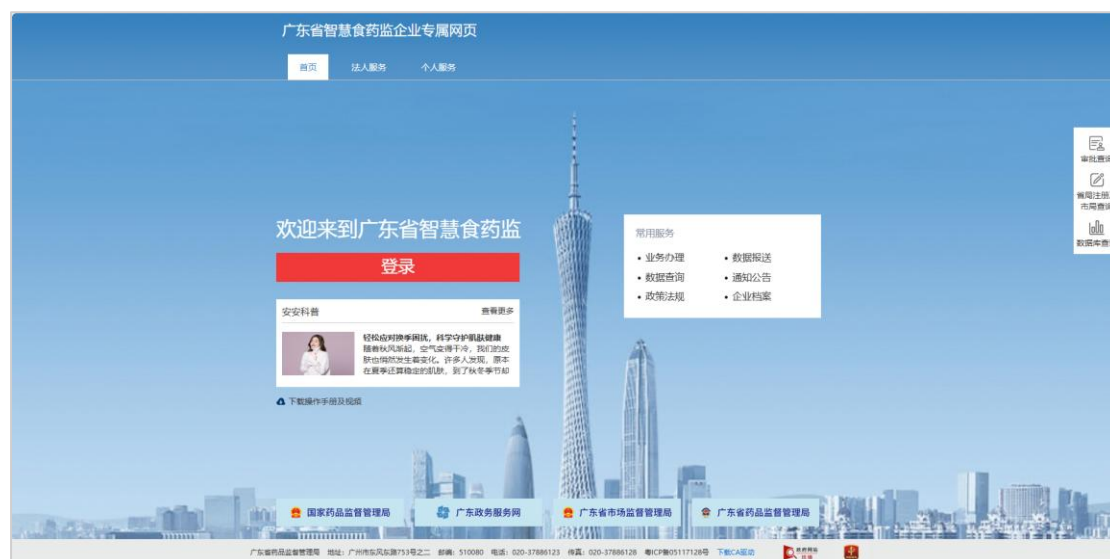 广东省智慧食药监企业专属网页
首页 法人服务 个人服务
审批查询
省局注册
市局查询
数据库查
欢迎来到广东省智慧食药监
登录
常用服务
• 业务办理 • 数据报送
• 数据查询 • 通知公告
• 政策法规 • 企业档案
安安科普 查看更多
轻松应对换季困扰，科学守护肌肤健康
随着秋风渐起，空气变得干冷，我们的皮
肤也悄然发生着变化。许多人发现，原本
在夏季还算稳定的肌肤，到了秋冬季节却
下载操作手册及视频
国家药品监督管理局 广东政务服务网 广东省市场监督管理局 广东省药品监督管理局
广东省药品监督管理局 地址：广州市东风东路753号之二 邮编：510080 电话：020-37886123 传真：020-37886128 粤ICP备05117128号 下载CA驱动